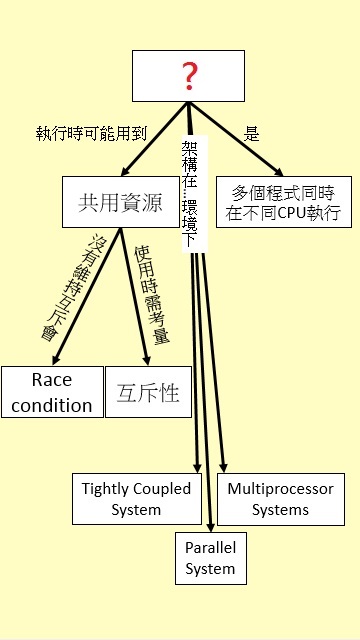 ?
執行時可能用到
架構在...環境下
是
共用資源
多個程式同時
在不同CPU執行
沒有維持互斥會
使用時需考量
Race
condition
互斥性
Tightly Coupled
System
Multiprocessor
Systems
Parallel
System